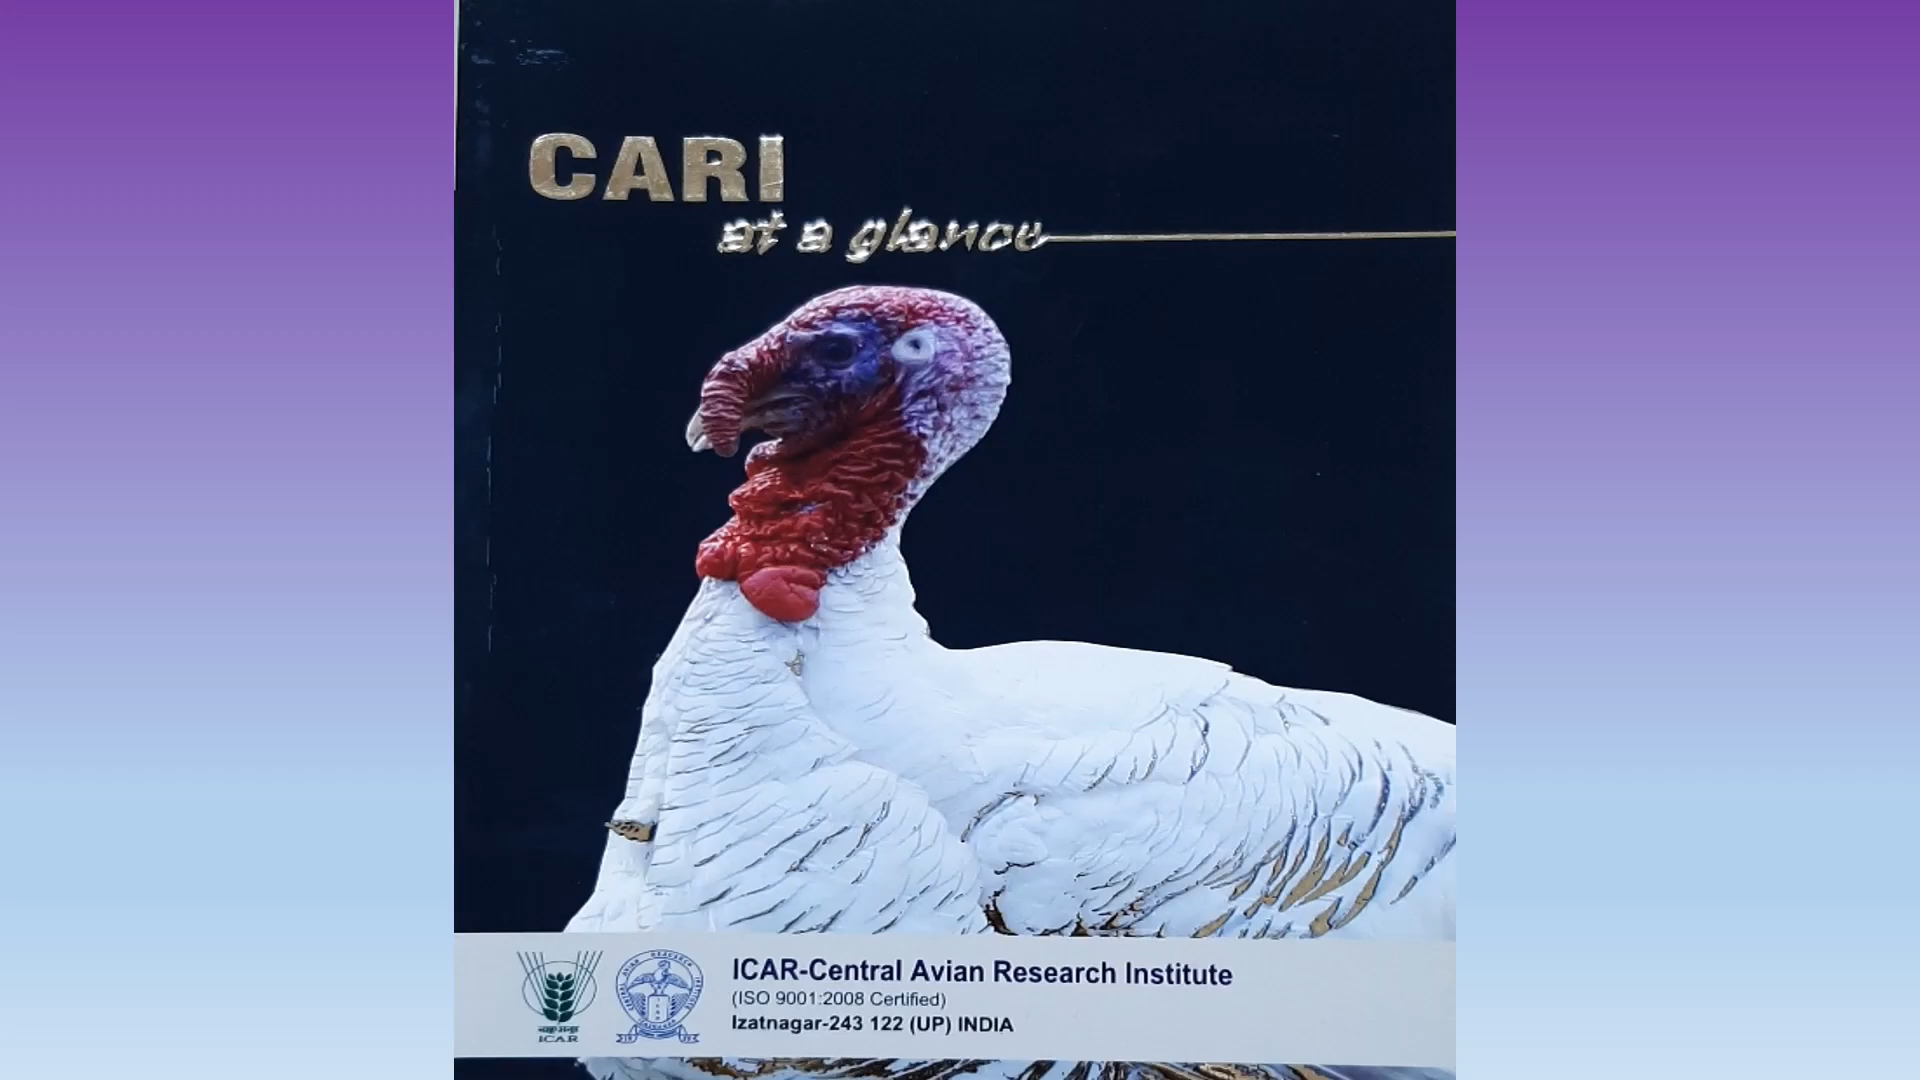 CARI
at a glance
ICAR-Central Avian Research Institute
(ISO 9001:2008 Certified)
Izatnagar-243 122 (UP) INDIA
ICAR